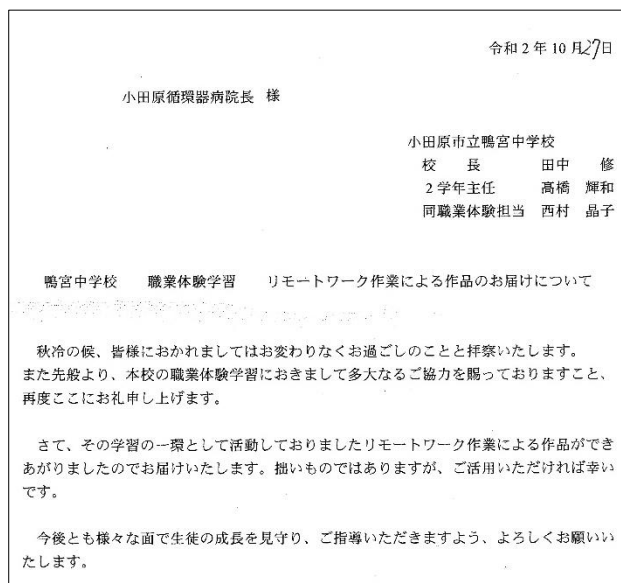 令和２年10月27日
小田原循環器病院長　様
小田原市立鴨宮中学校
校　　長　　　田中　　修
２学年主任　　髙橋　輝和
同職業体験担当　西村　晶子
鴨宮中学校　　職業体験学習　　リモートワーク作業による作品のお届けについて
秋冷の候、皆様におかれましてはお変わりなくお過ごしのことと拝察いたします。
また先般より、本校の職業体験学習におきまして多大なるご協力を賜っておりますこと、
再度ここにお礼申し上げます。
さて、その学習の一環として活動しておりましたリモートワーク作業による作品ができ
あがりましたのでお届けいたします。拙いものではありますが、ご活用いただければ幸い
です。
今後とも様々な面で生徒の成長を見守り、ご指導いただきますよう、よろしくお願いい
たします。